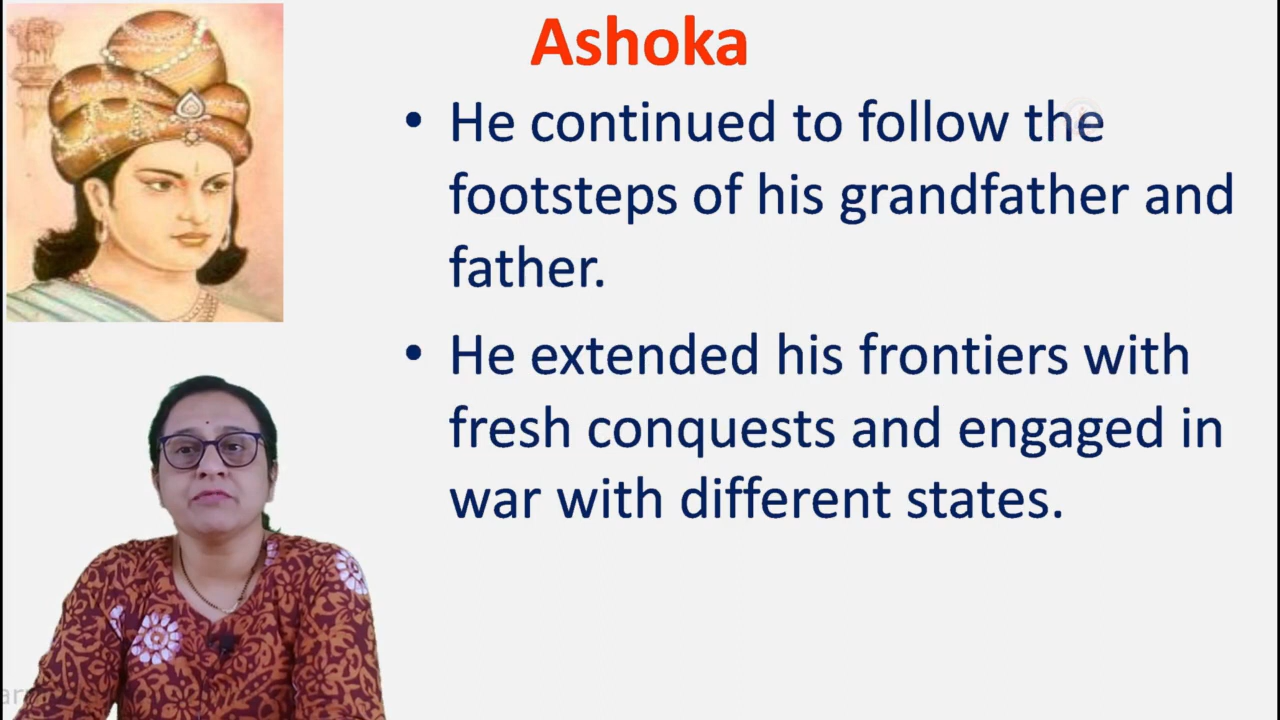 Ashoka
• He continued to follow the
footsteps of his grandfather and
father.
• He extended his frontiers with
fresh conquests and engaged in
war with different states.